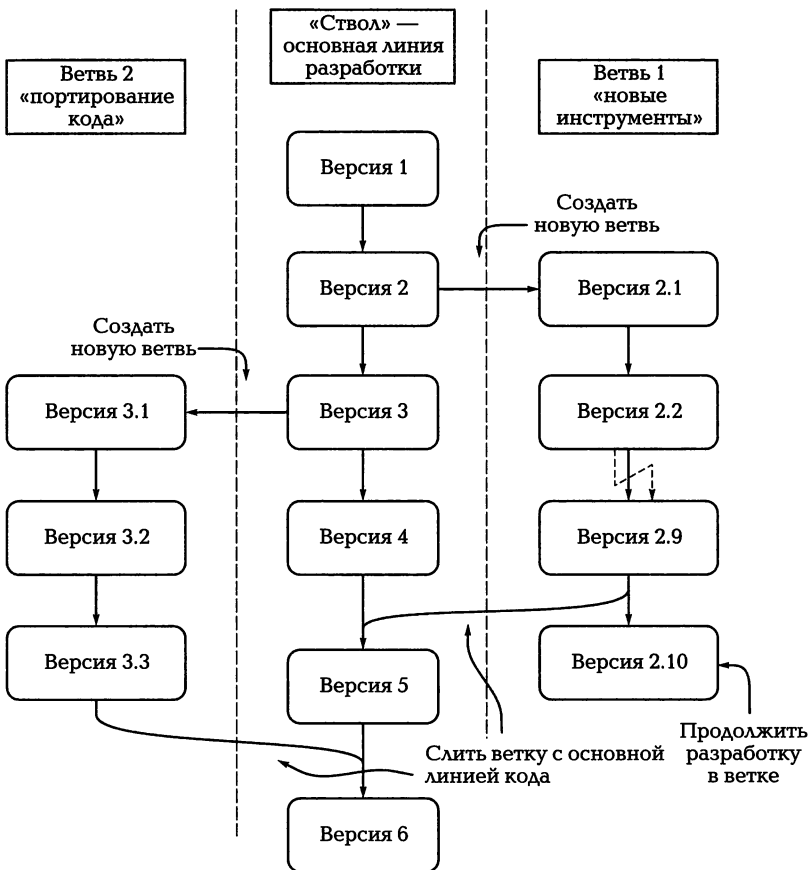 «Ствол» —
основная линия
разработки
Ветвь 2
«портирование
кода»
Ветвь 1
«новые
инструменты»
Версия 1
Создать
новую ветвь
Версия 2
Версия 2.1
Создать
новую ветвь
Версия 3.1
Версия 3
Версия 2.2
Версия 3.2
Версия 4
Версия 2.9
Версия 3.3
Версия 5
Версия 2.10
Слить ветку с основной
линией кода
Продолжить
разработку
в ветке
Версия 6